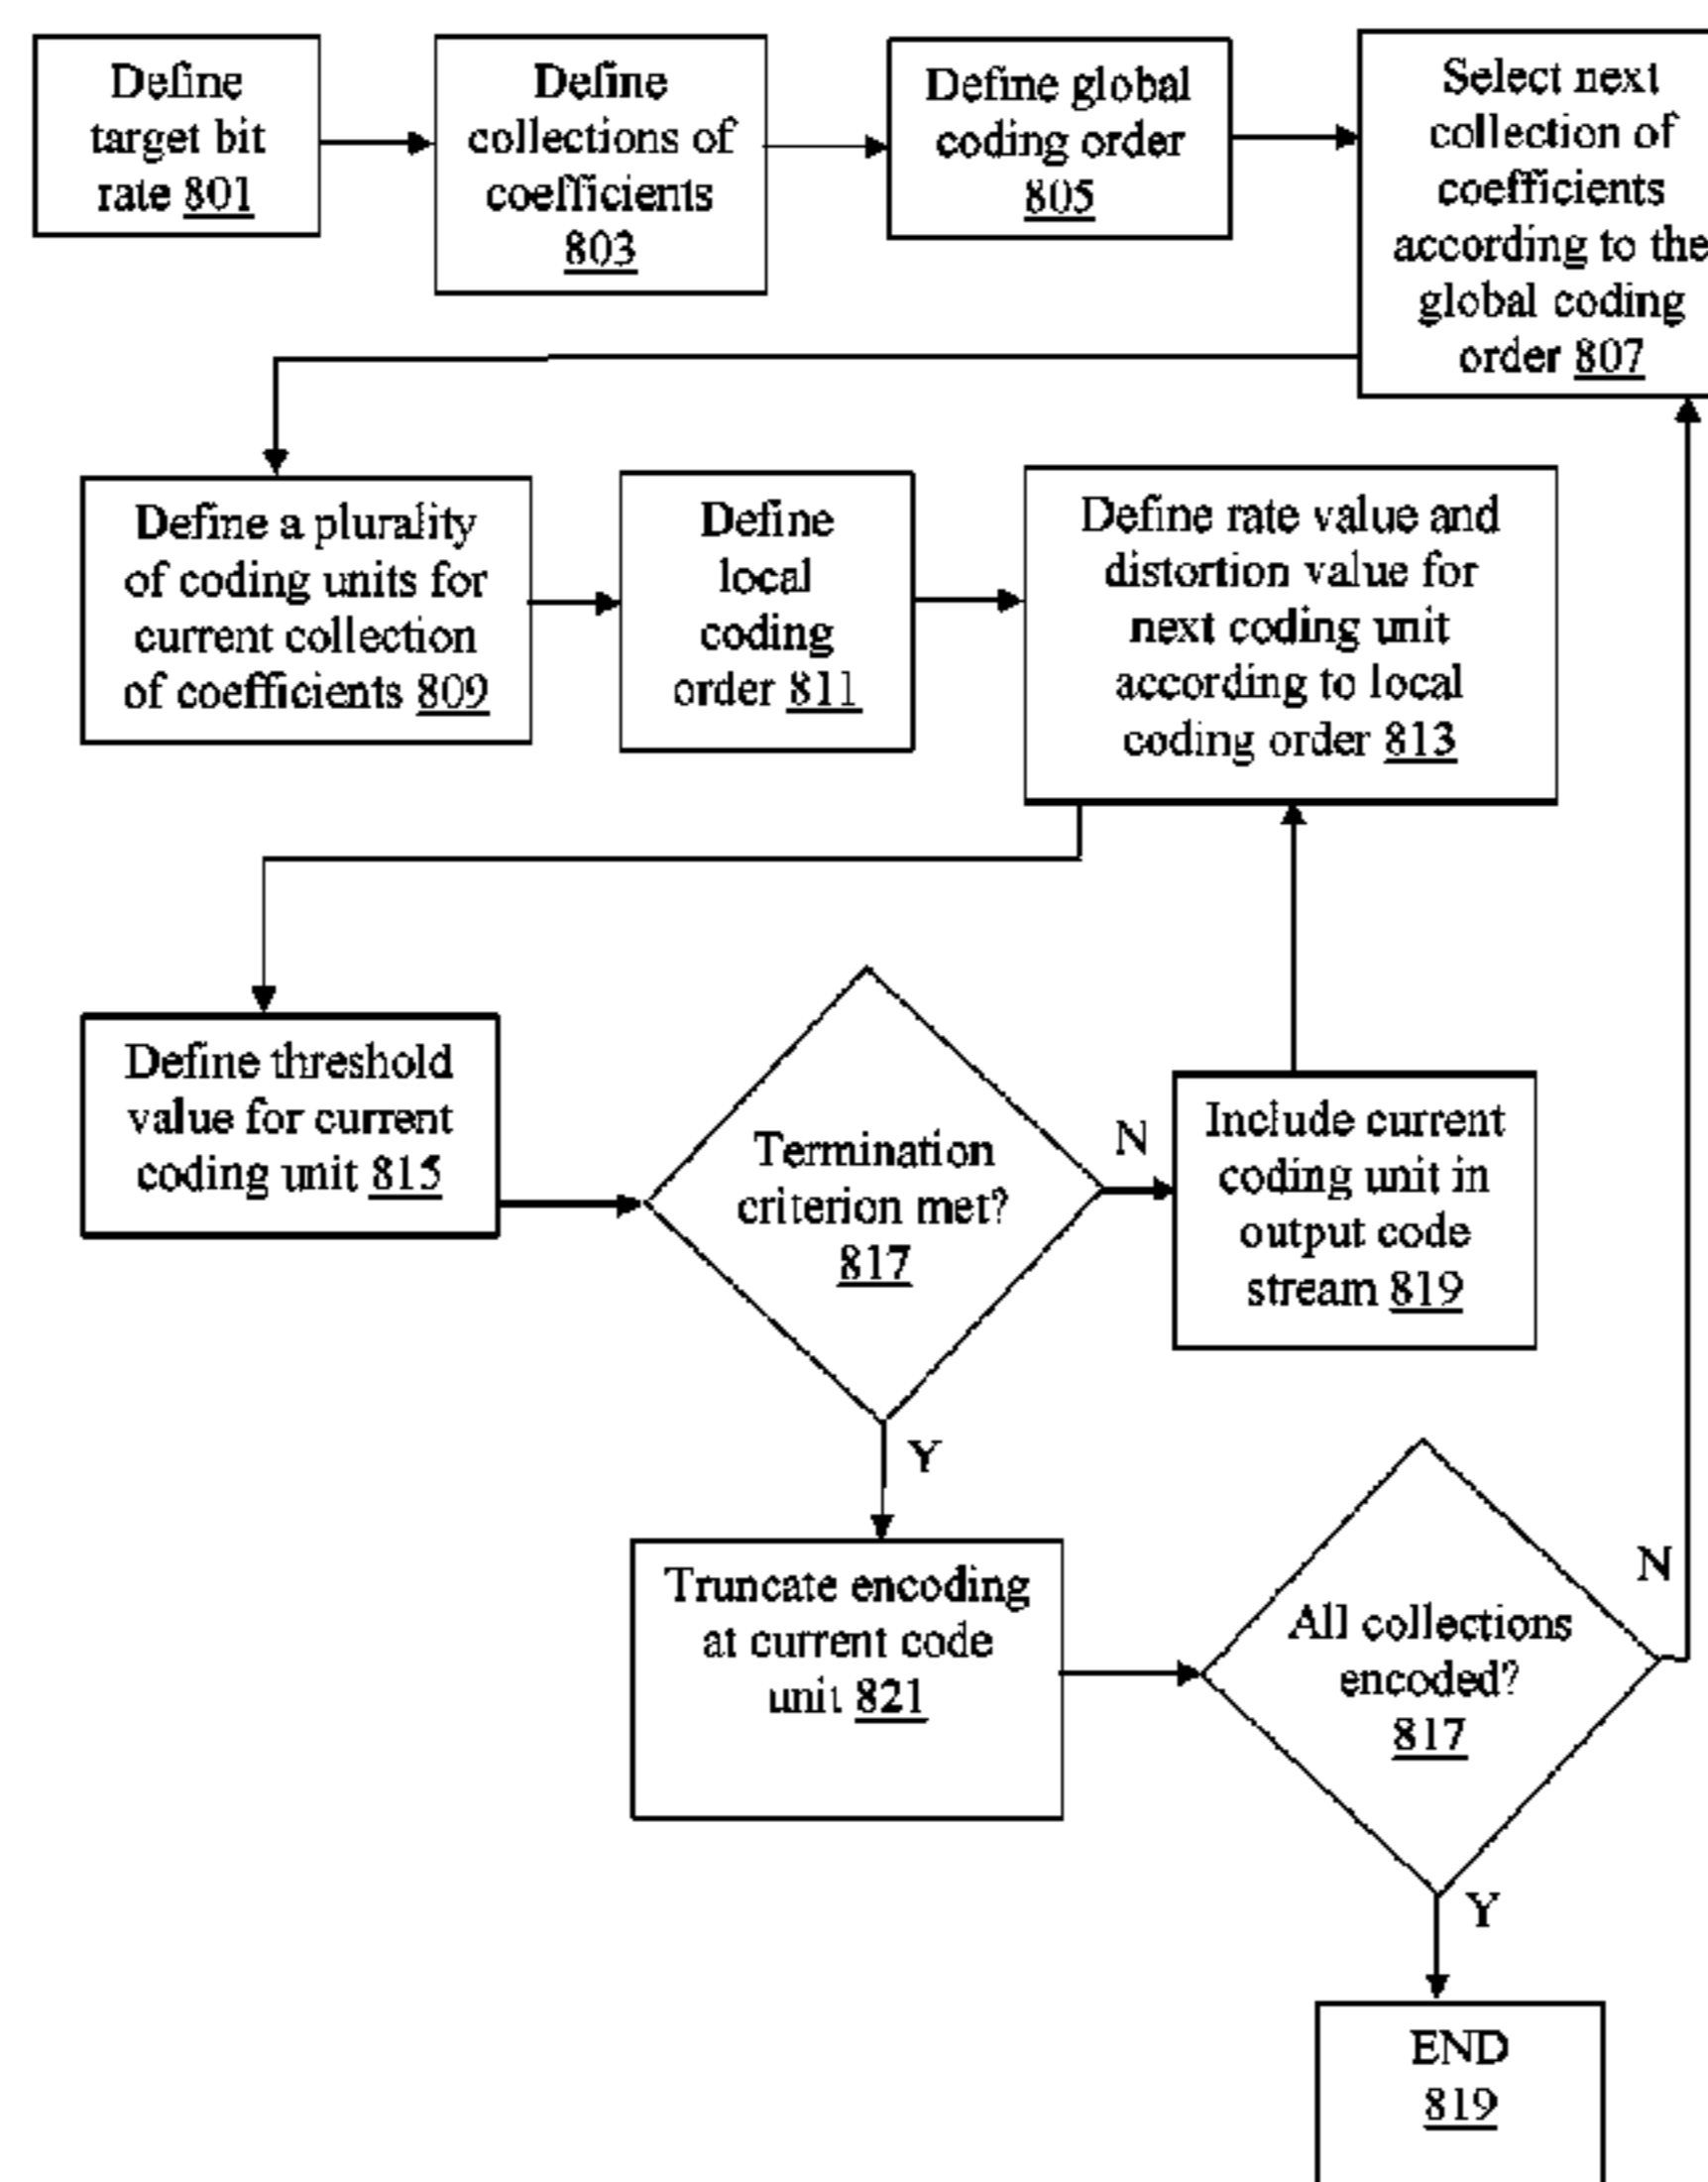 Define
target bit
rate 801
Define
collections of
coefficients
803
Define global
coding order
805
Select next
collection of
coefficients
according to the
global coding
order 807
Define a plurality
of coding units for
current collection
of coefficients 809
Define
local
coding
order 811
Define rate value and
distortion value for
next coding unit
according to local
coding order 813
Define threshold
value for current
coding unit 815
Termination
criterion met?
817
N
Include current
coding unit in
output code
stream 819
Y
Truncate encoding
at current code
unit 821
All collections
encoded?
817
N
Y
END
819